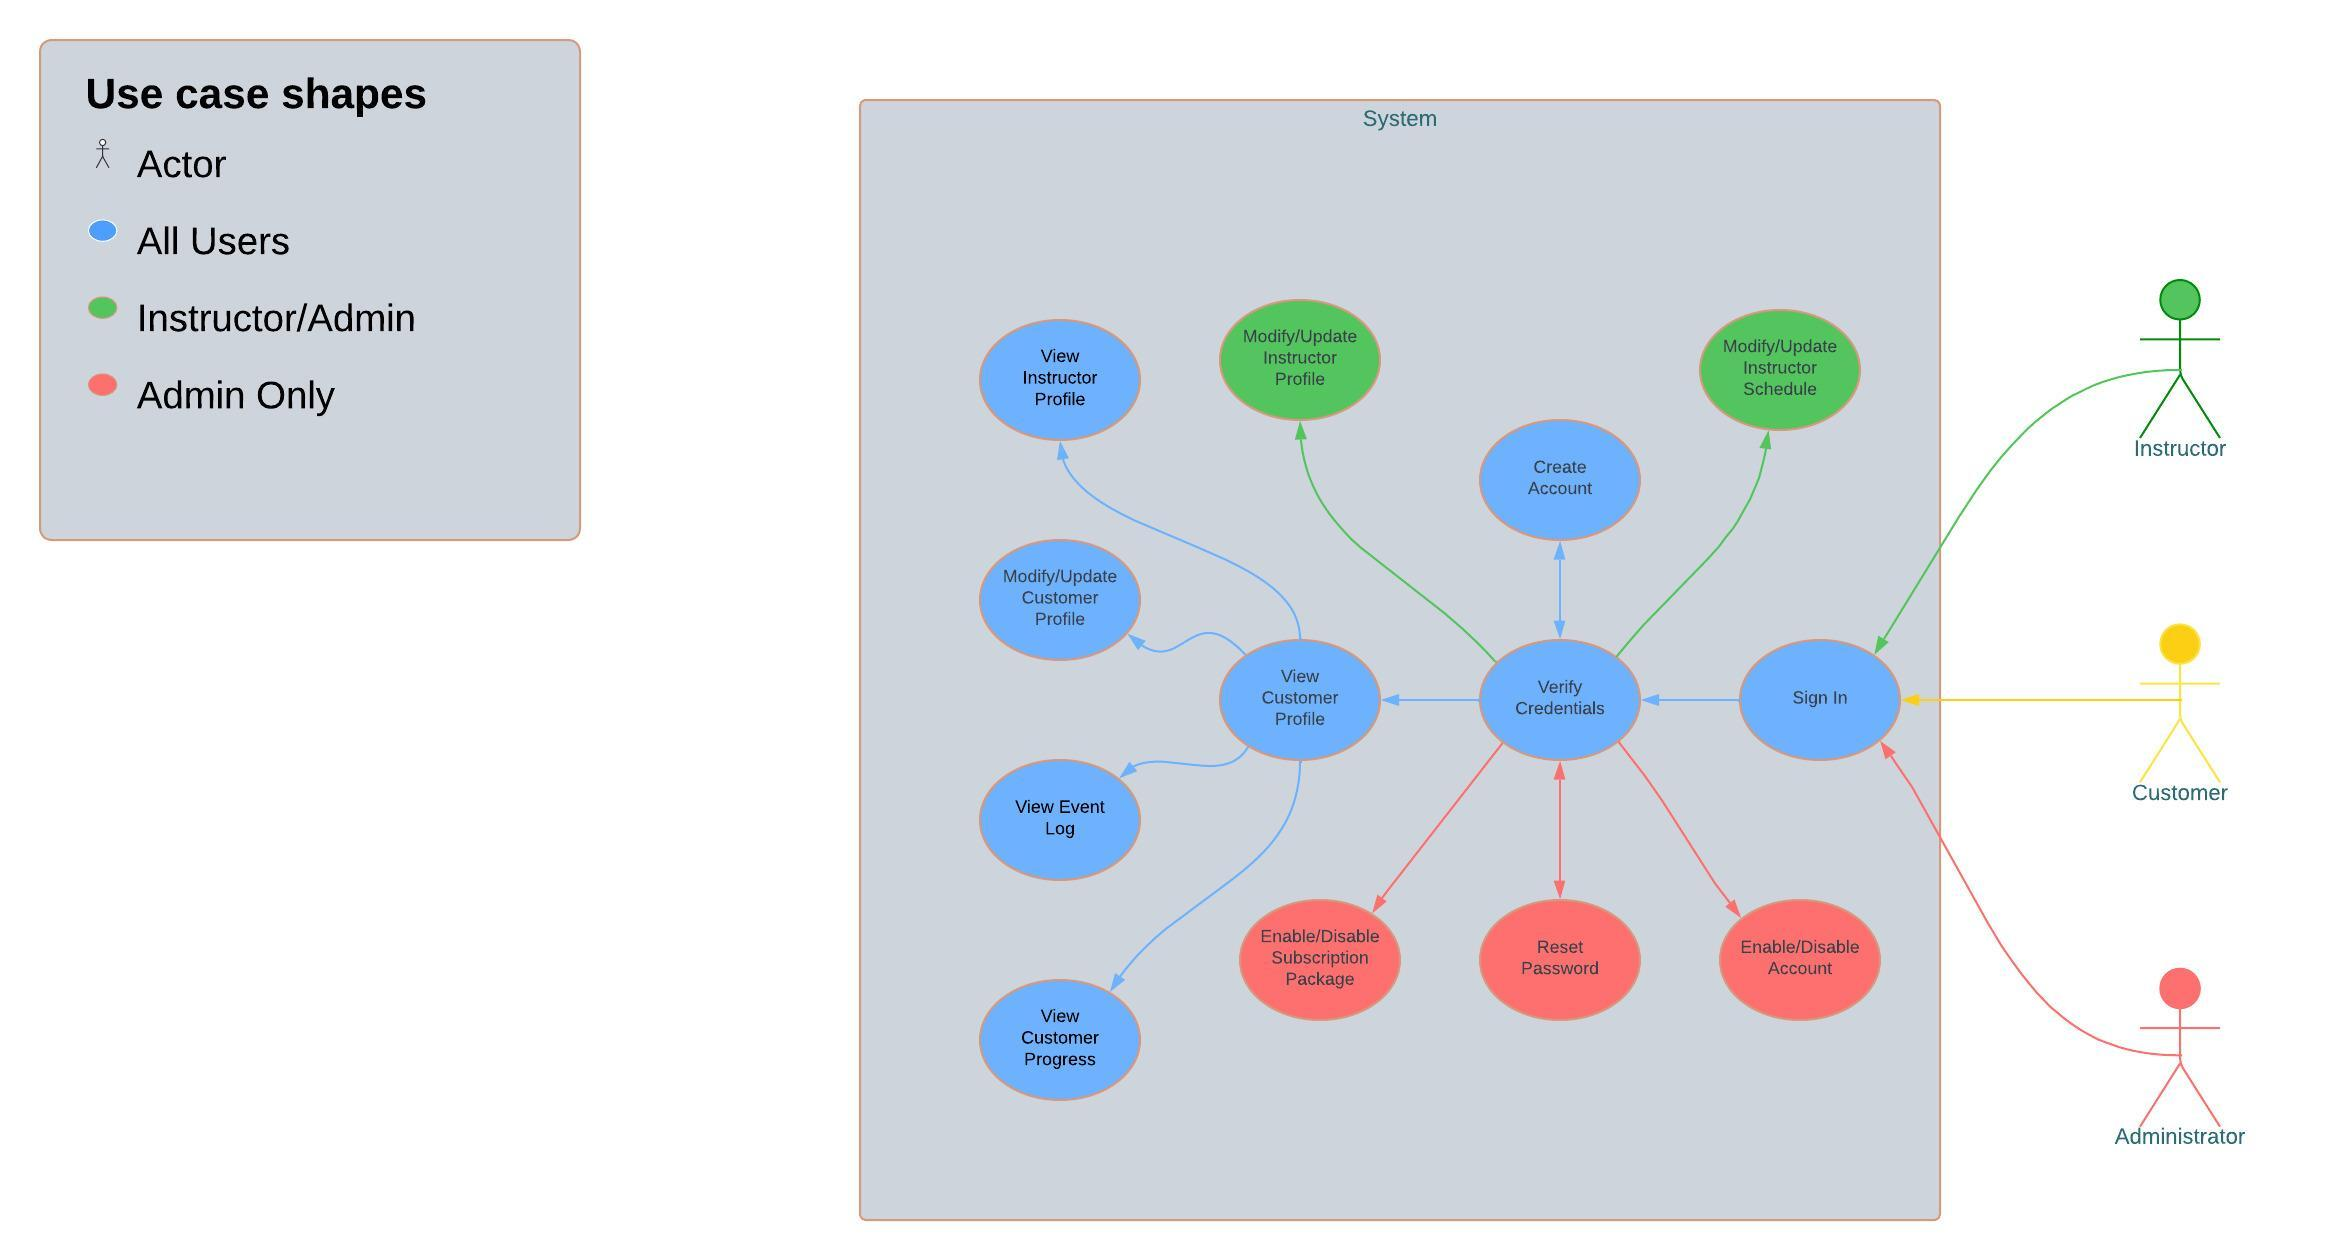 Use case shapes
Actor
All Users
Instructor/Admin
Admin Only
System
View
Instructor
Profile
Modify/Update
Instructor
Profile
Modify/Update
Instructor
Schedule
Create
Account
Modify/Update
Customer
Profile
View
Customer
Profile
Verify
Credentials
Sign In
View Event
Log
Enable/Disable
Subscription
Package
Reset
Password
Enable/Disable
Account
View
Customer
Progress
Instructor
Customer
Administrator